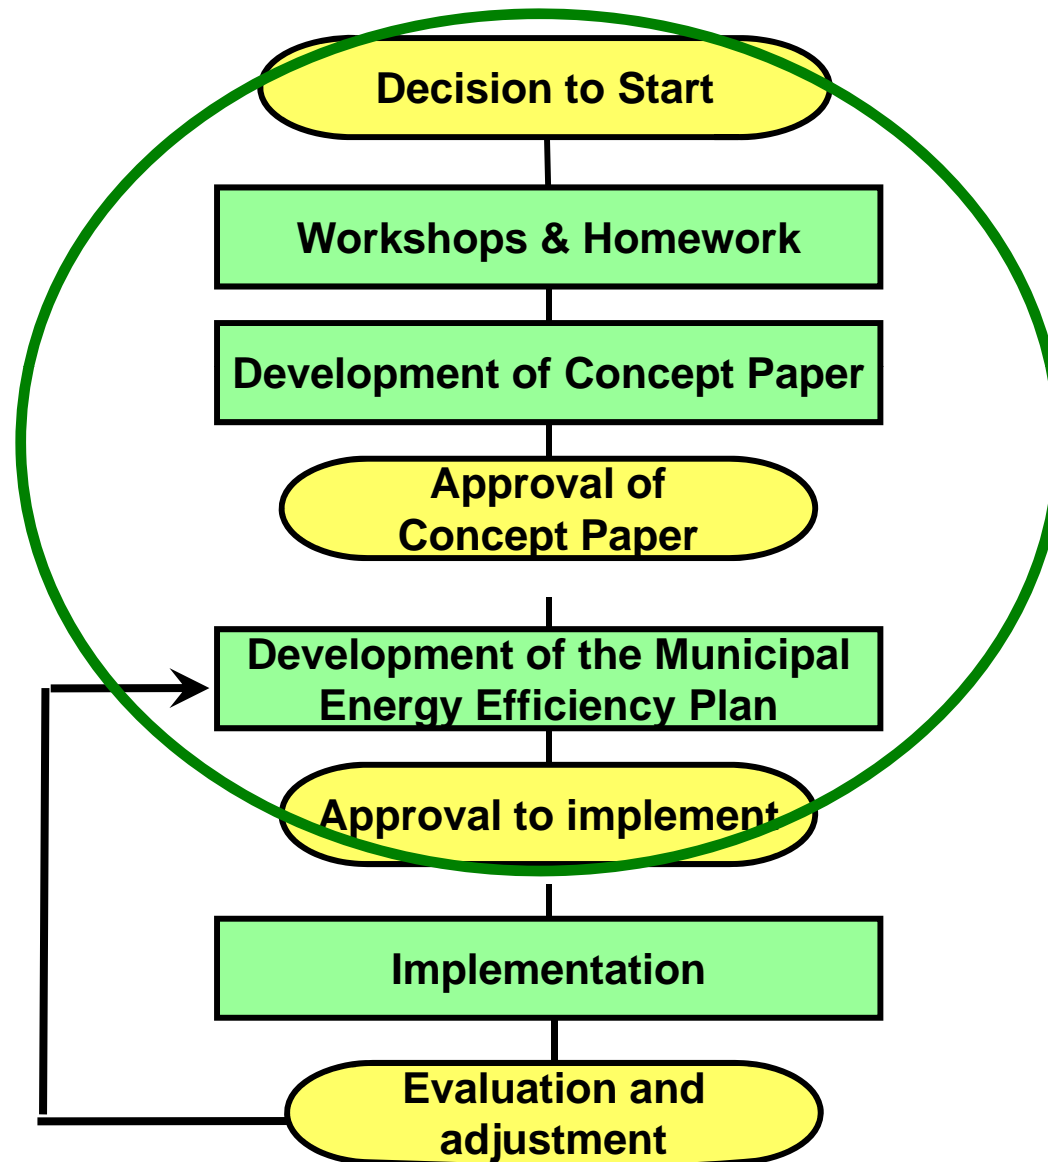 Decision to Start
Workshops & Homework
Development of Concept Paper
Approval of
Concept Paper
Development of the Municipal
Energy Efficiency Plan
Approval to implement
Implementation
Evaluation and
adjustment